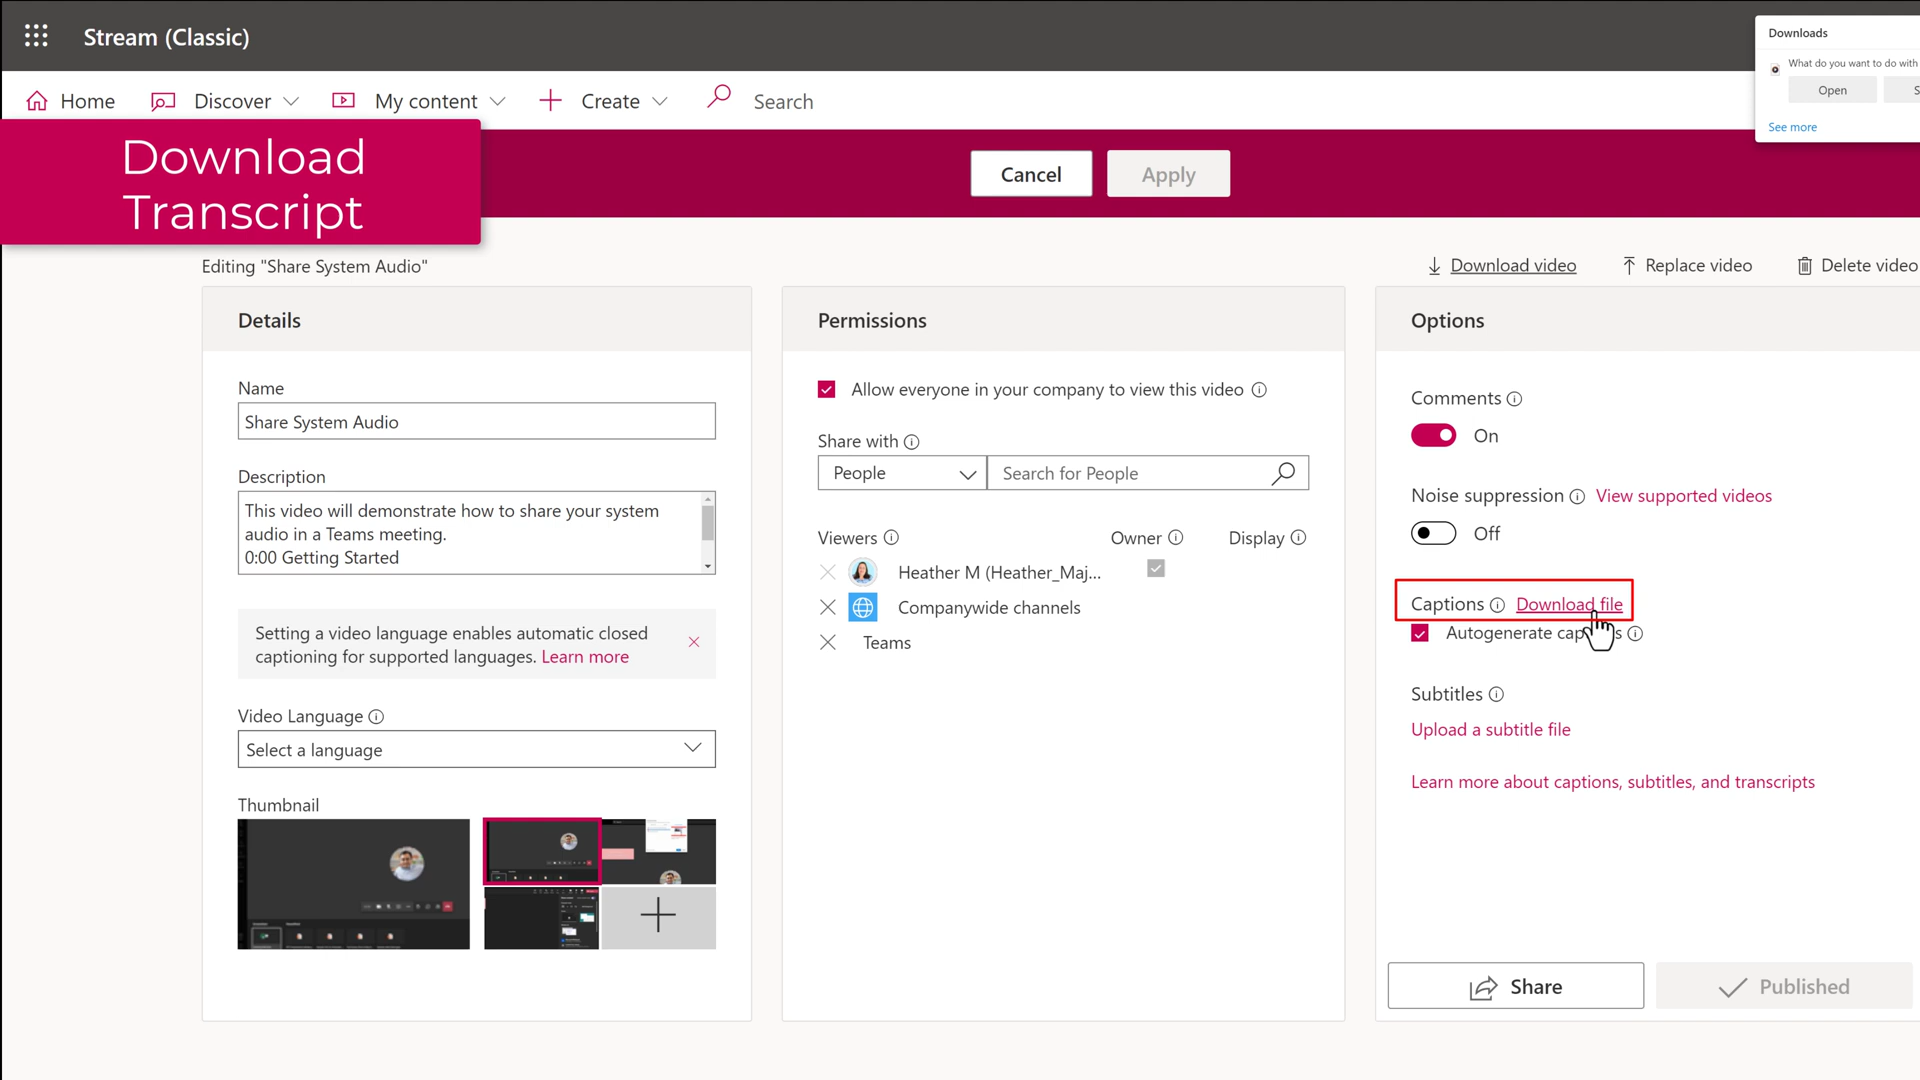 Stream (Classic)
Downloads
What do you want to do with
Open
S
See more
Home
Discover
My content
Create
Search
Download
Transcript
Cancel
Apply
Editing "Share System Audio"
Download video
Replace video
Delete video
Details
Name
Share System Audio
Description
This video will demonstrate how to share your system
audio in a Teams meeting.
0:00 Getting Started
Setting a video language enables automatic closed
captioning for supported languages. Learn more
Video Language
Select a language
Thumbnail
Permissions
Allow everyone in your company to view this video
Share with
People
Search for People
Viewers
Owner
Display
Heather M (Heather_Maj...
Companywide channels
Teams
Options
Comments
On
Noise suppression
View supported videos
Off
Captions
Download file
Autogenerate cap s
Subtitles
Upload a subtitle file
Learn more about captions, subtitles, and transcripts
Share
Published